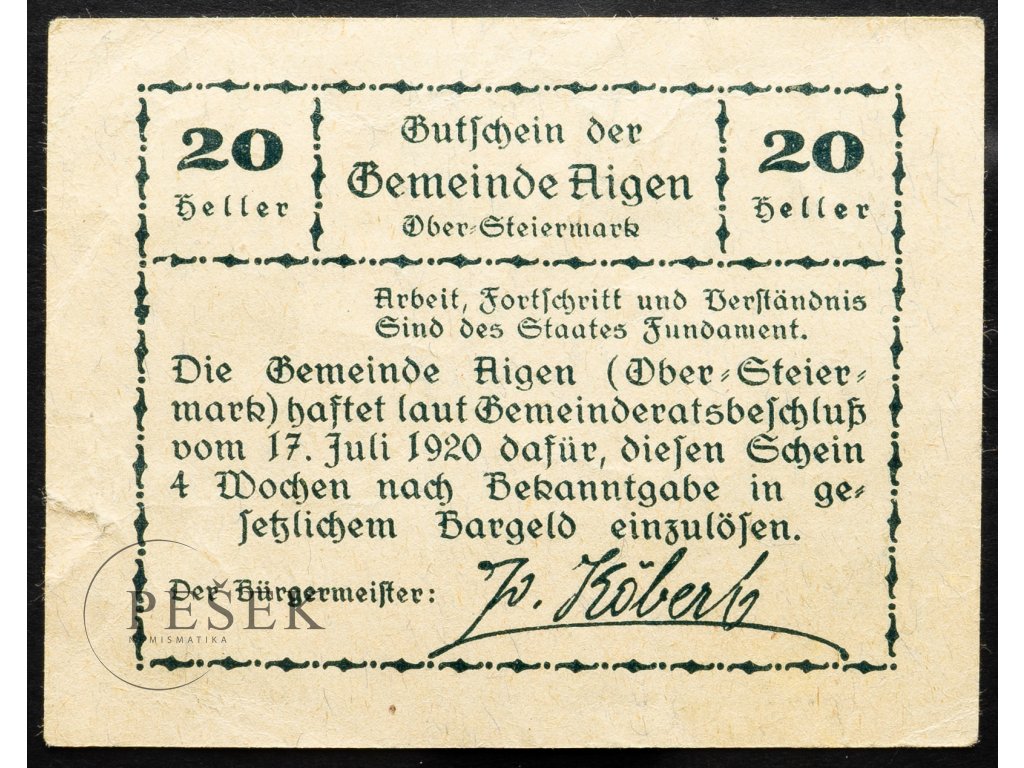 20
Heller
Gutschein der
Gemeinde Aigen
Ober-Steiermark
20
Heller
Arbeit, Fortschritt und Verständnis
Sind des Staates Fundament.
Die Gemeinde Aigen (Ober-Steier-
mark) haftet laut Gemeinderatsbeschluß
vom 17. Juli 1920 dafür, diesen Schein
4 Wochen nach Bekanntgabe in ge-
setzlichem Bargeld einzulösen.
Der Bürgermeister:
PEŠEK
NUMISMATIKA